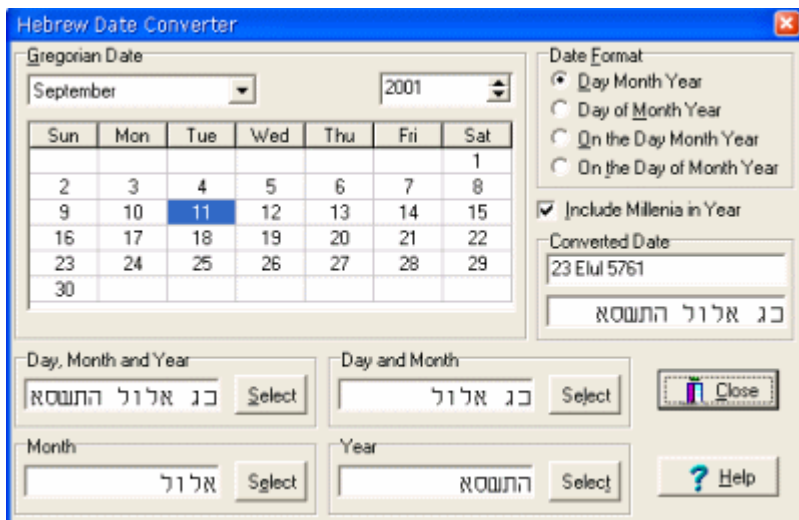 Hebrew Date Converter
Gregorian Date
September
2001
Sun Mon Tue Wed Thu Fri Sat
1
2 3 4 5 6 7 8
9 10 11 12 13 14 15
16 17 18 19 20 21 22
23 24 25 26 27 28 29
30
Date Format
Day Month Year
Day of Month Year
On the Day Month Year
On the Day of Month Year
Include Millenia in Year
Converted Date
23 Elul 5761
כג אלול התשסא
Day, Month and Year
כג אלול התשסא
Select
Day and Month
כג אלול
Select
Close
Month
אלול
Select
Year
התשסא
Select
Help